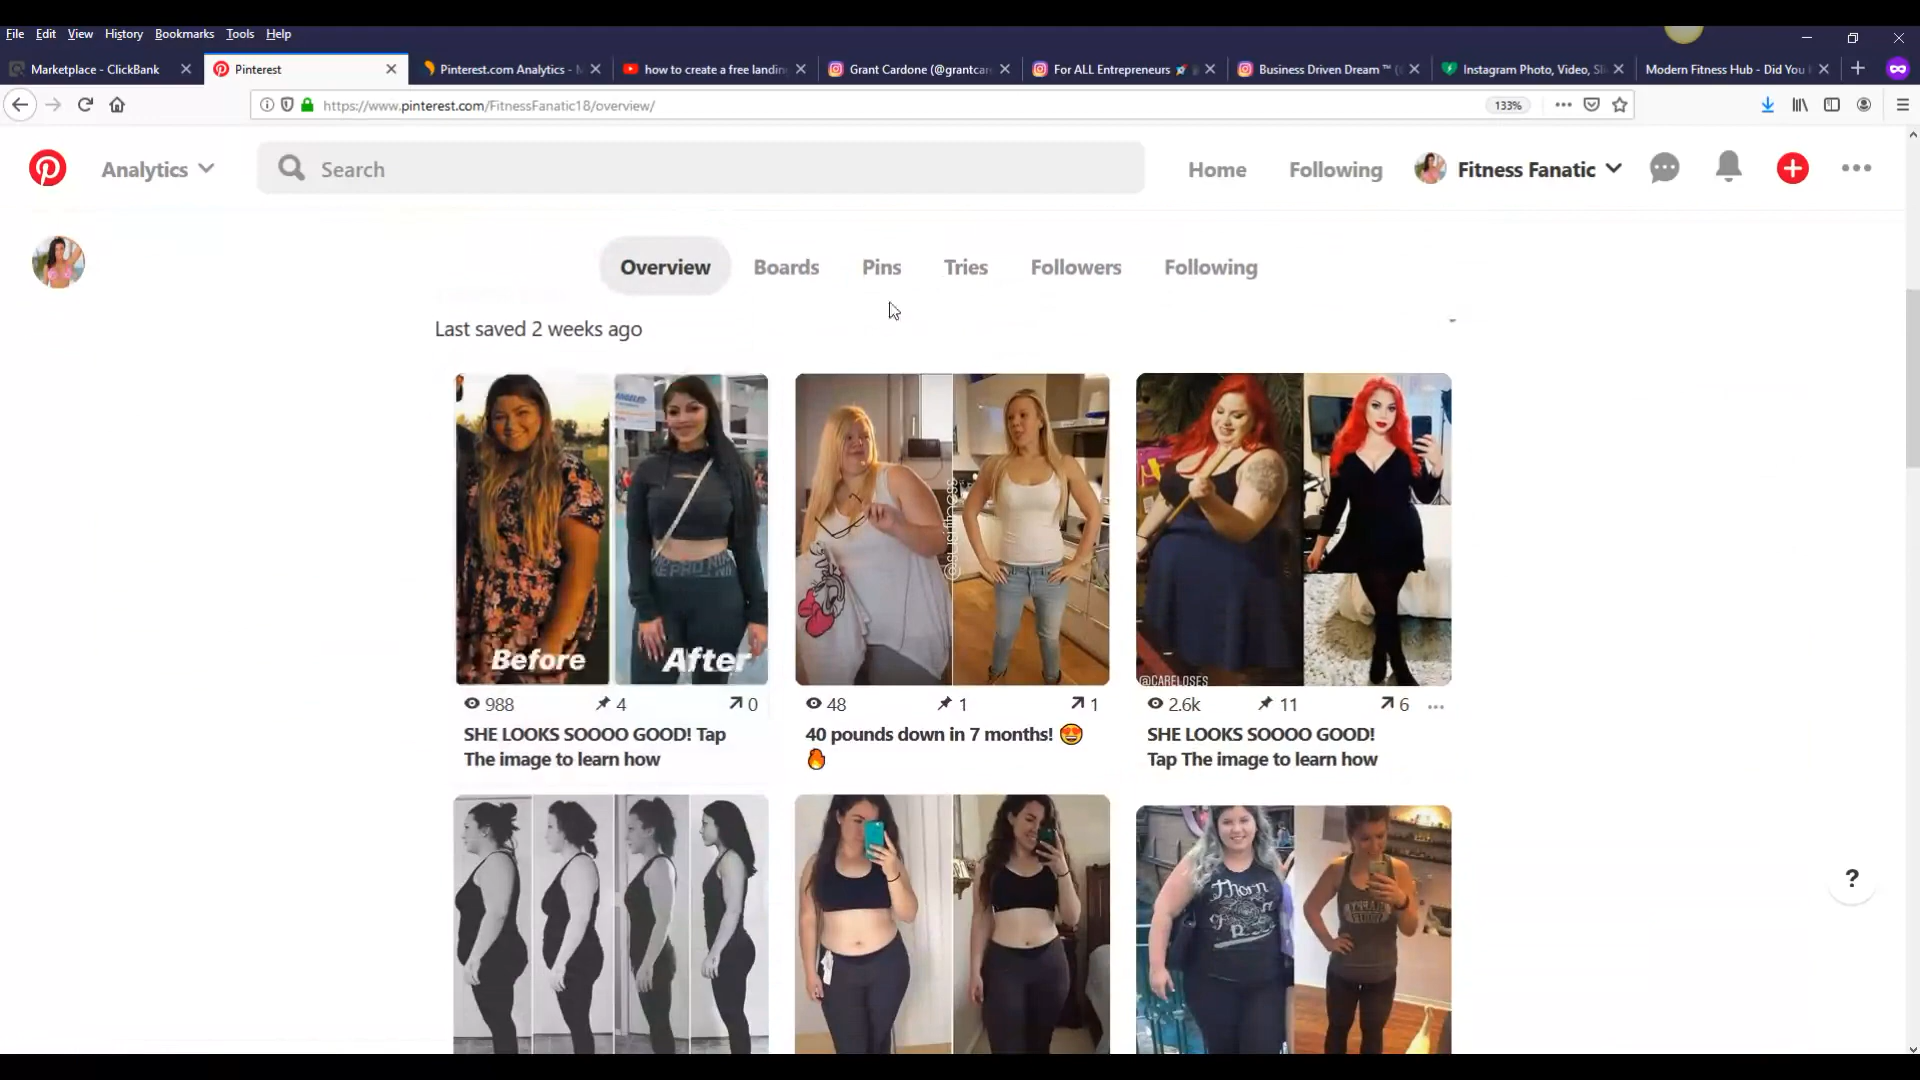 File Edit View History Bookmarks Tools Help
Marketplace - ClickBank
Pinterest
Pinterest.com Analytics -
how to create a free landin
Grant Cardone (@grantcar
For ALL Entrepreneurs
Business Driven Dream ™ (
Instagram Photo, Video, Sl
Modern Fitness Hub - Did You
https://www.pinterest.com/FitnessFanatic18/overview/
133%
Analytics
Search
Home
Following
Fitness Fanatic
Overview
Boards
Pins
Tries
Followers
Following
Last saved 2 weeks ago
Before
After
@susifitness
@CARELOSES
988 4 0
48 1 1
2.6k 11 6
SHE LOOKS SOOOO GOOD! Tap
The image to learn how
40 pounds down in 7 months! 😍
🔥
SHE LOOKS SOOOO GOOD!
Tap The image to learn how
?